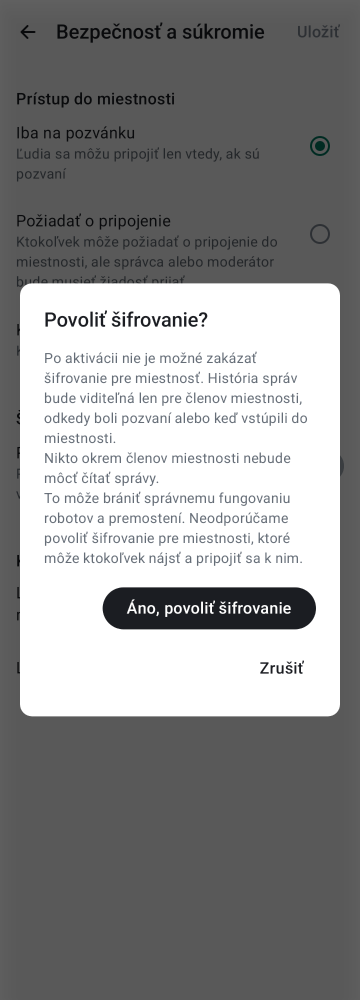 Bezpečnosť a súkromie
Uložiť
Prístup do miestnosti
Iba na pozvánku
Ľudia sa môžu pripojiť len vtedy, ak sú
pozvaní
Požiadať o pripojenie
Ktokoľvek môže požiadať o pripojenie do
miestnosti, ale správca alebo moderátor
bude musieť žiadosť prijať
Povoliť šifrovanie?
Po aktivácii nie je možné zakázať
šifrovanie pre miestnosť. História správ
bude viditeľná len pre členov miestnosti,
odkedy boli pozvaní alebo keď vstúpili do
miestnosti.
Nikto okrem členov miestnosti nebude
môcť čítať správy.
To môže brániť správnemu fungovaniu
robotov a premostení. Neodporúčame
povoliť šifrovanie pre miestnosti, ktoré
môže ktokoľvek nájsť a pripojiť sa k nim.
Áno, povoliť šifrovanie
Zrušiť